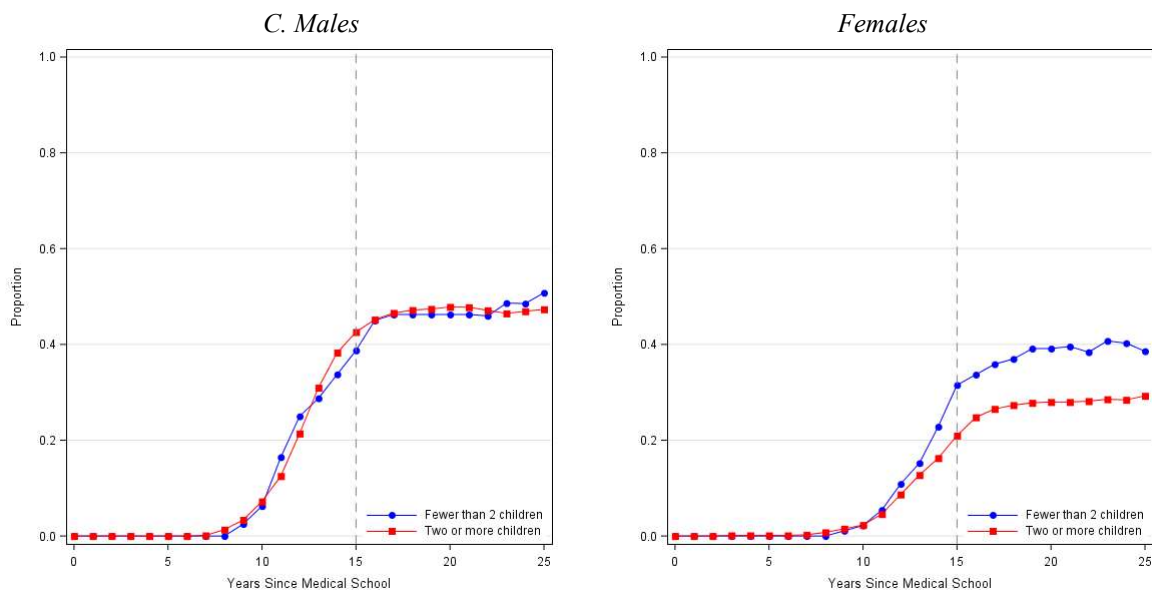 C. Males
1.0
0.8
0.6
0.4
0.2
0.0
Proportion
0
5
10
15
20
25
Years Since Medical School
Fewer than 2 children
Two or more children
Females
1.0
0.8
0.6
0.4
0.2
0.0
Proportion
0
5
10
15
20
25
Years Since Medical School
Fewer than 2 children
Two or more children